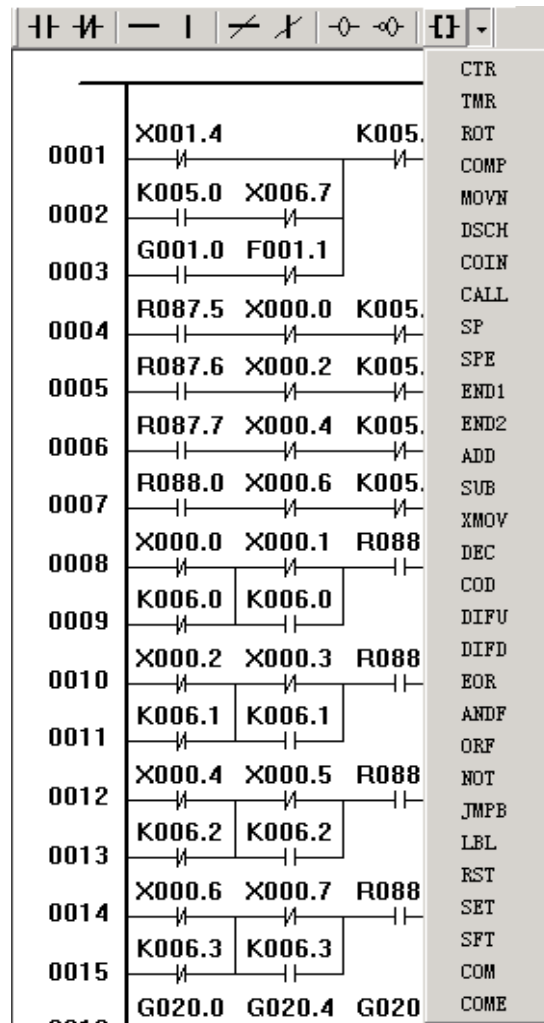 X001.4 K005.
0001
K005.0 X006.7
0002
G001.0 F001.1
0003
R087.5 X000.0 K005.
0004
R087.6 X000.2 K005.
0005
R087.7 X000.4 K005.
0006
R088.0 X000.6 K005.
0007
X000.0 X000.1 R088
0008
K006.0 K006.0
0009
X000.2 X000.3 R088
0010
K006.1 K006.1
0011
X000.4 X000.5 R088
0012
K006.2 K006.2
0013
X000.6 X000.7 R088
0014
K006.3 K006.3
0015
G020.0 G020.4 G020
CTR
TMR
ROT
COMP
MOVN
DSCH
COIN
CALL
SP
SPE
END1
END2
ADD
SUB
XMOV
DEC
COD
DIFU
DIFD
EOR
ANDF
ORF
NOT
JMPB
LBL
RST
SET
SFT
COM
COME